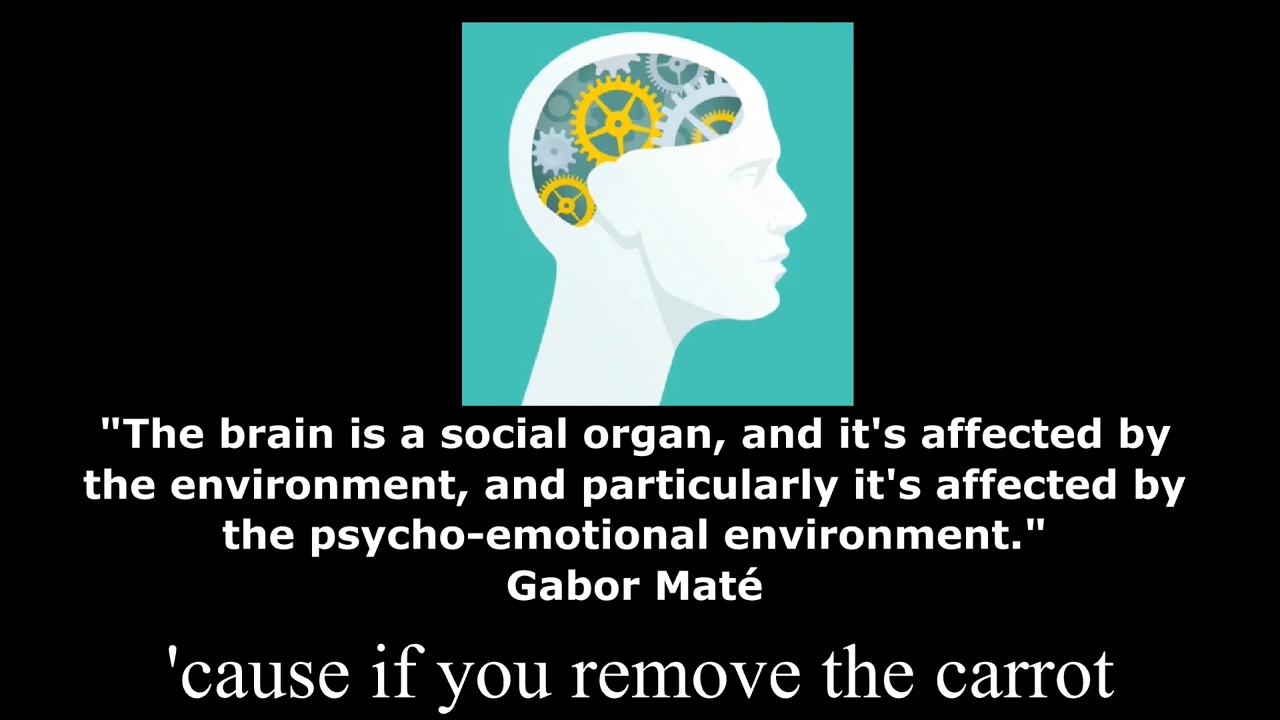 "The brain is a social organ, and it's affected by
the environment, and particularly it's affected by
the psycho-emotional environment."
Gabor Maté
'cause if you remove the carrot